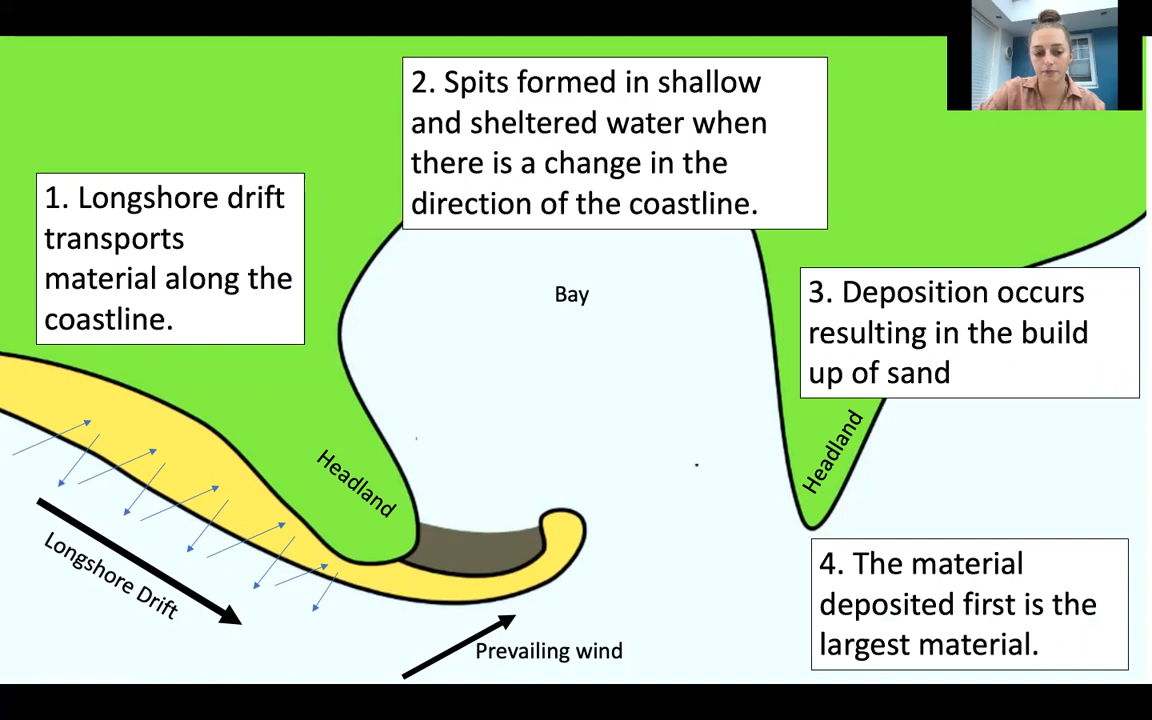 2. Spits formed in shallow
and sheltered water when
there is a change in the
direction of the coastline.
1. Longshore drift
transports
material along the
coastline.
Bay
3. Deposition occurs
resulting in the build
up of sand
Headland
Headland
Longshore Drift
4. The material
deposited first is the
largest material.
Prevailing wind